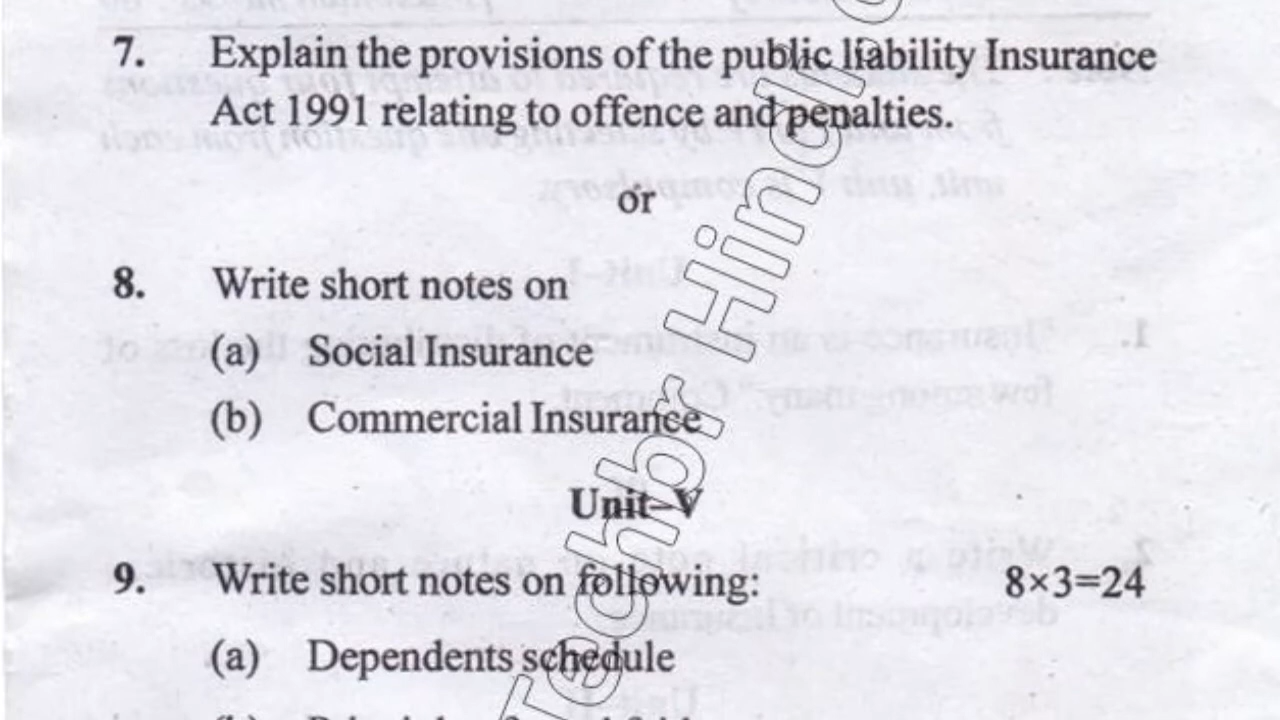 7. Explain the provisions of the public liability Insurance
Act 1991 relating to offence and penalties.
or
8. Write short notes on
(a) Social Insurance
(b) Commercial Insurance
Unit–V
9. Write short notes on following: 8×3=24
(a) Dependents schedule
Techbr Hindi